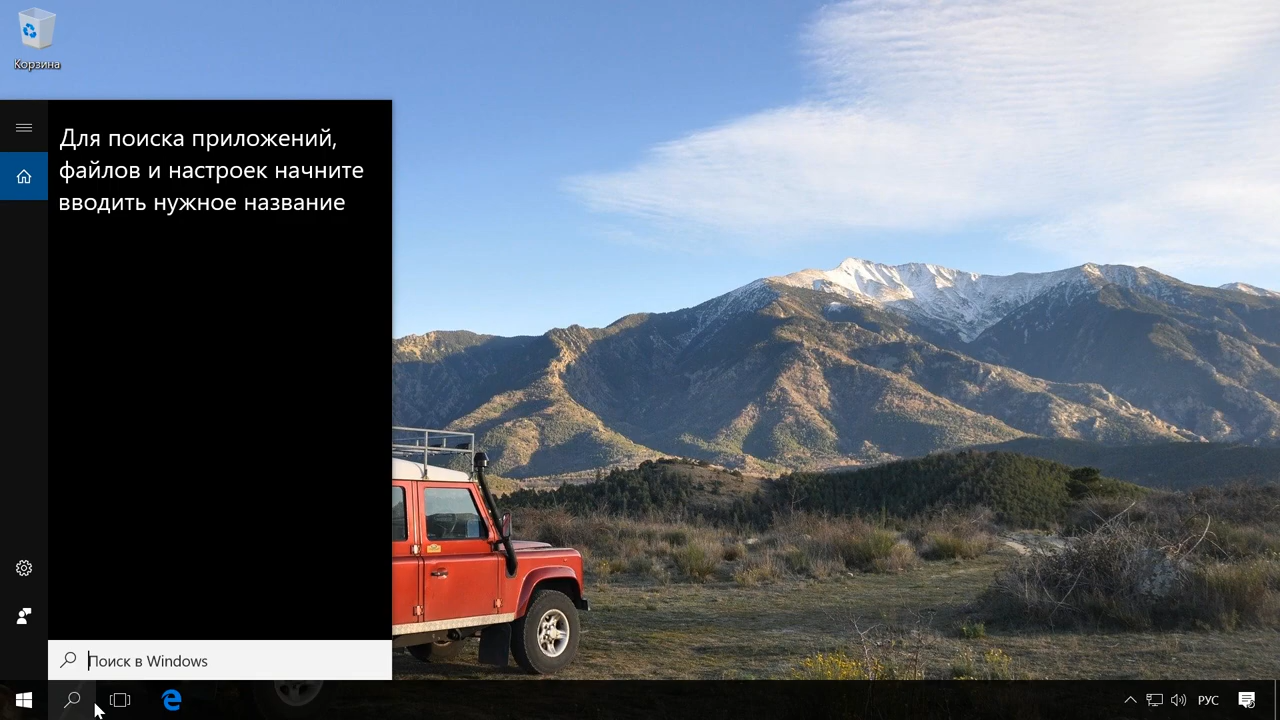 Корзина
Для поиска приложений,
файлов и настроек начните
вводить нужное название
Поиск в Windows
РУС